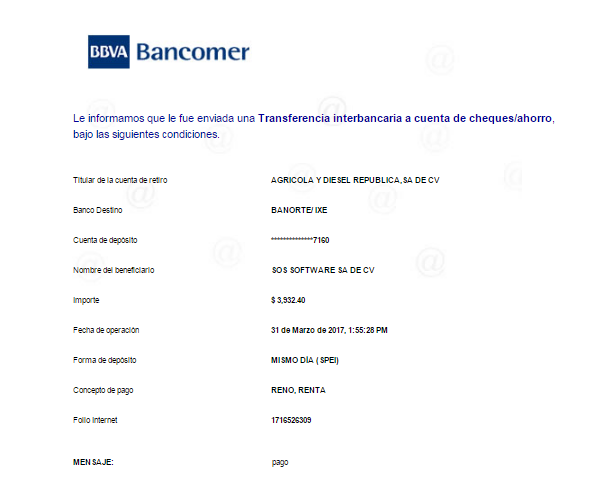 BBVA Bancomer
Le informamos que le fue enviada una Transferencia interbancaria a cuenta de cheques/ahorro,
bajo las siguientes condiciones.
Titular de la cuenta de retiro AGRICOLA Y DIESEL REPUBLICA,SA DE CV
Banco Destino BANORTE/ IXE
Cuenta de depósito **************7160
Nombre del beneficiario SOS SOFTWARE SA DE CV
Importe $ 3,932.40
Fecha de operación 31 de Marzo de 2017, 1:55:28 PM
Forma de depósito MISMO DÍA ( SPEI)
Concepto de pago RENO, RENTA
Folio Internet 1716526309
MENSAJE: pago